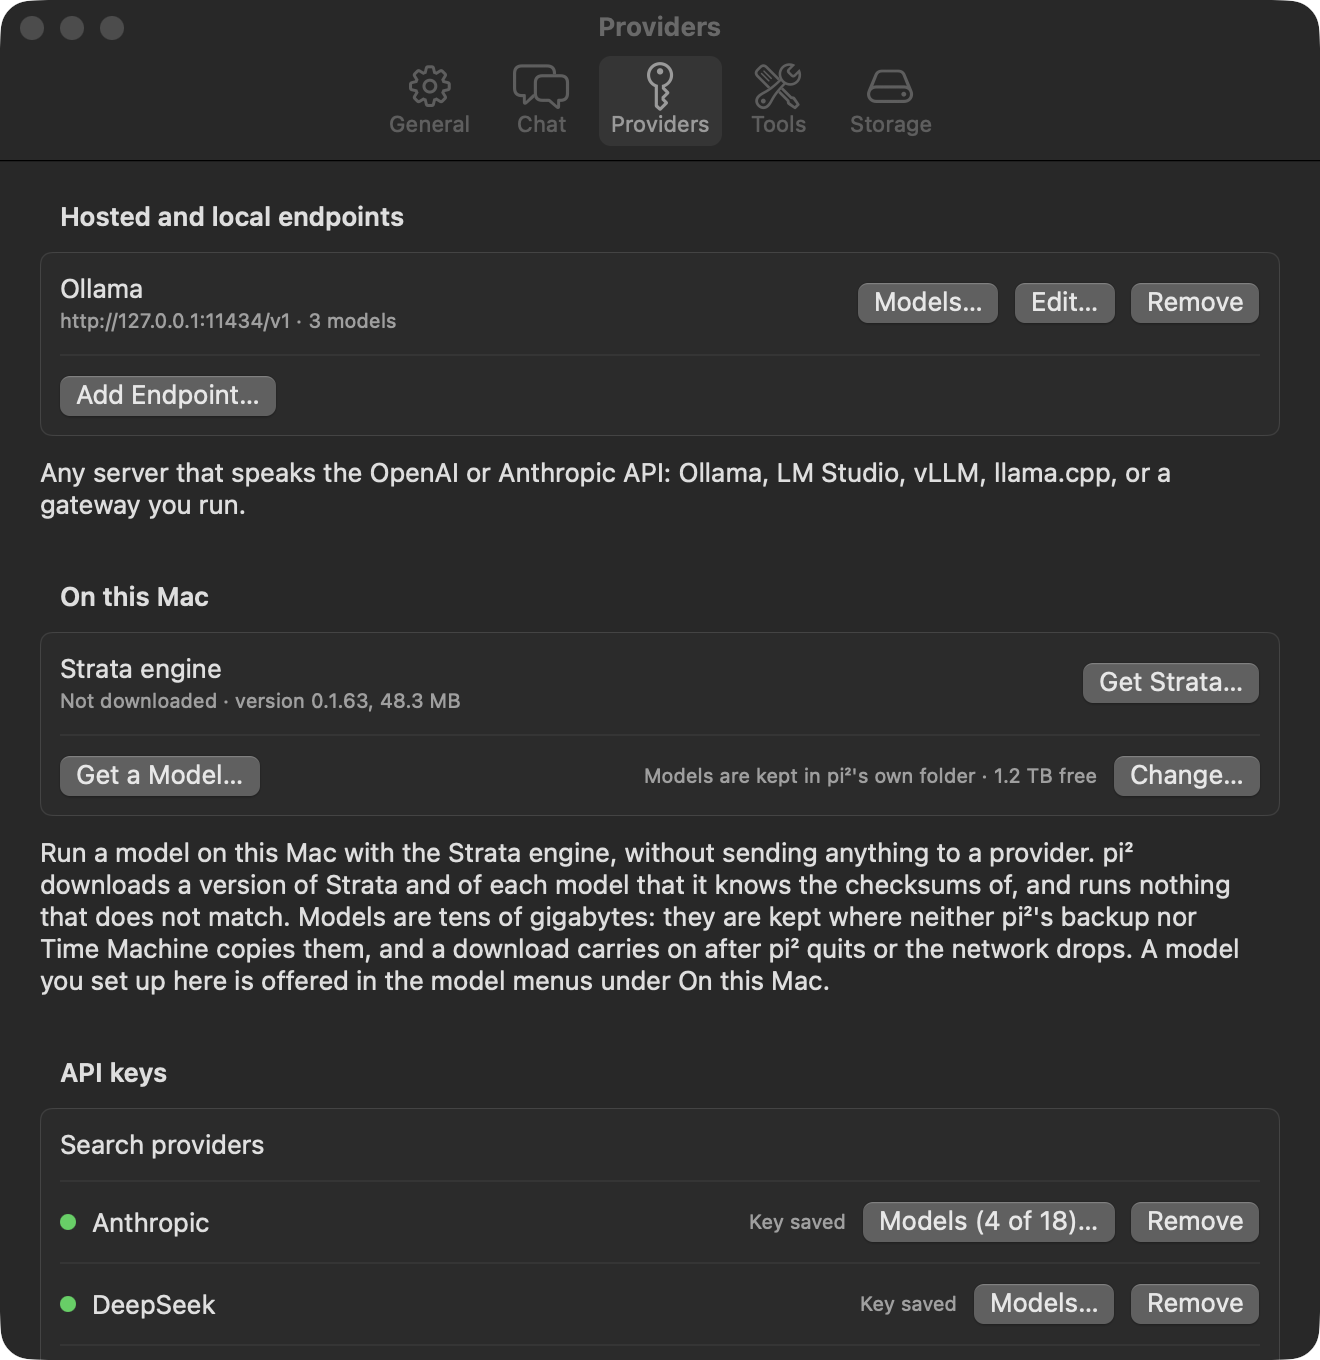 Providers
General
Chat
Providers
Tools
Storage
Hosted and local endpoints
Ollama
http://127.0.0.1:11434/v1 · 3 models
Models...
Edit...
Remove
Add Endpoint...
Any server that speaks the OpenAI or Anthropic API: Ollama, LM Studio, vLLM, llama.cpp, or a
gateway you run.
On this Mac
Strata engine
Not downloaded · version 0.1.63, 48.3 MB
Get Strata...
Get a Model...
Models are kept in pi²'s own folder · 1.2 TB free
Change...
Run a model on this Mac with the Strata engine, without sending anything to a provider. pi²
downloads a version of Strata and of each model that it knows the checksums of, and runs nothing
that does not match. Models are tens of gigabytes: they are kept where neither pi²'s backup nor
Time Machine copies them, and a download carries on after pi² quits or the network drops. A model
you set up here is offered in the model menus under On this Mac.
API keys
Search providers
Anthropic
Key saved
Models (4 of 18)...
Remove
DeepSeek
Key saved
Models...
Remove